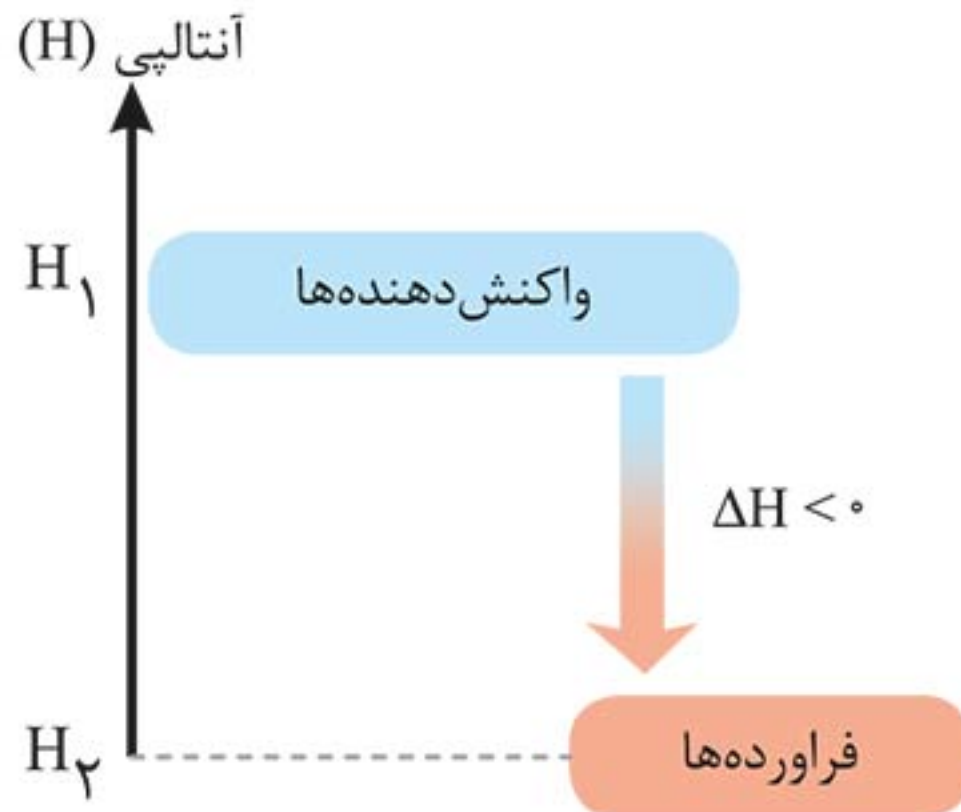 آنتالپی (H)
H۱
واکنش‌دهنده‌ها
ΔH < ۰
H۲
فراورده‌ها